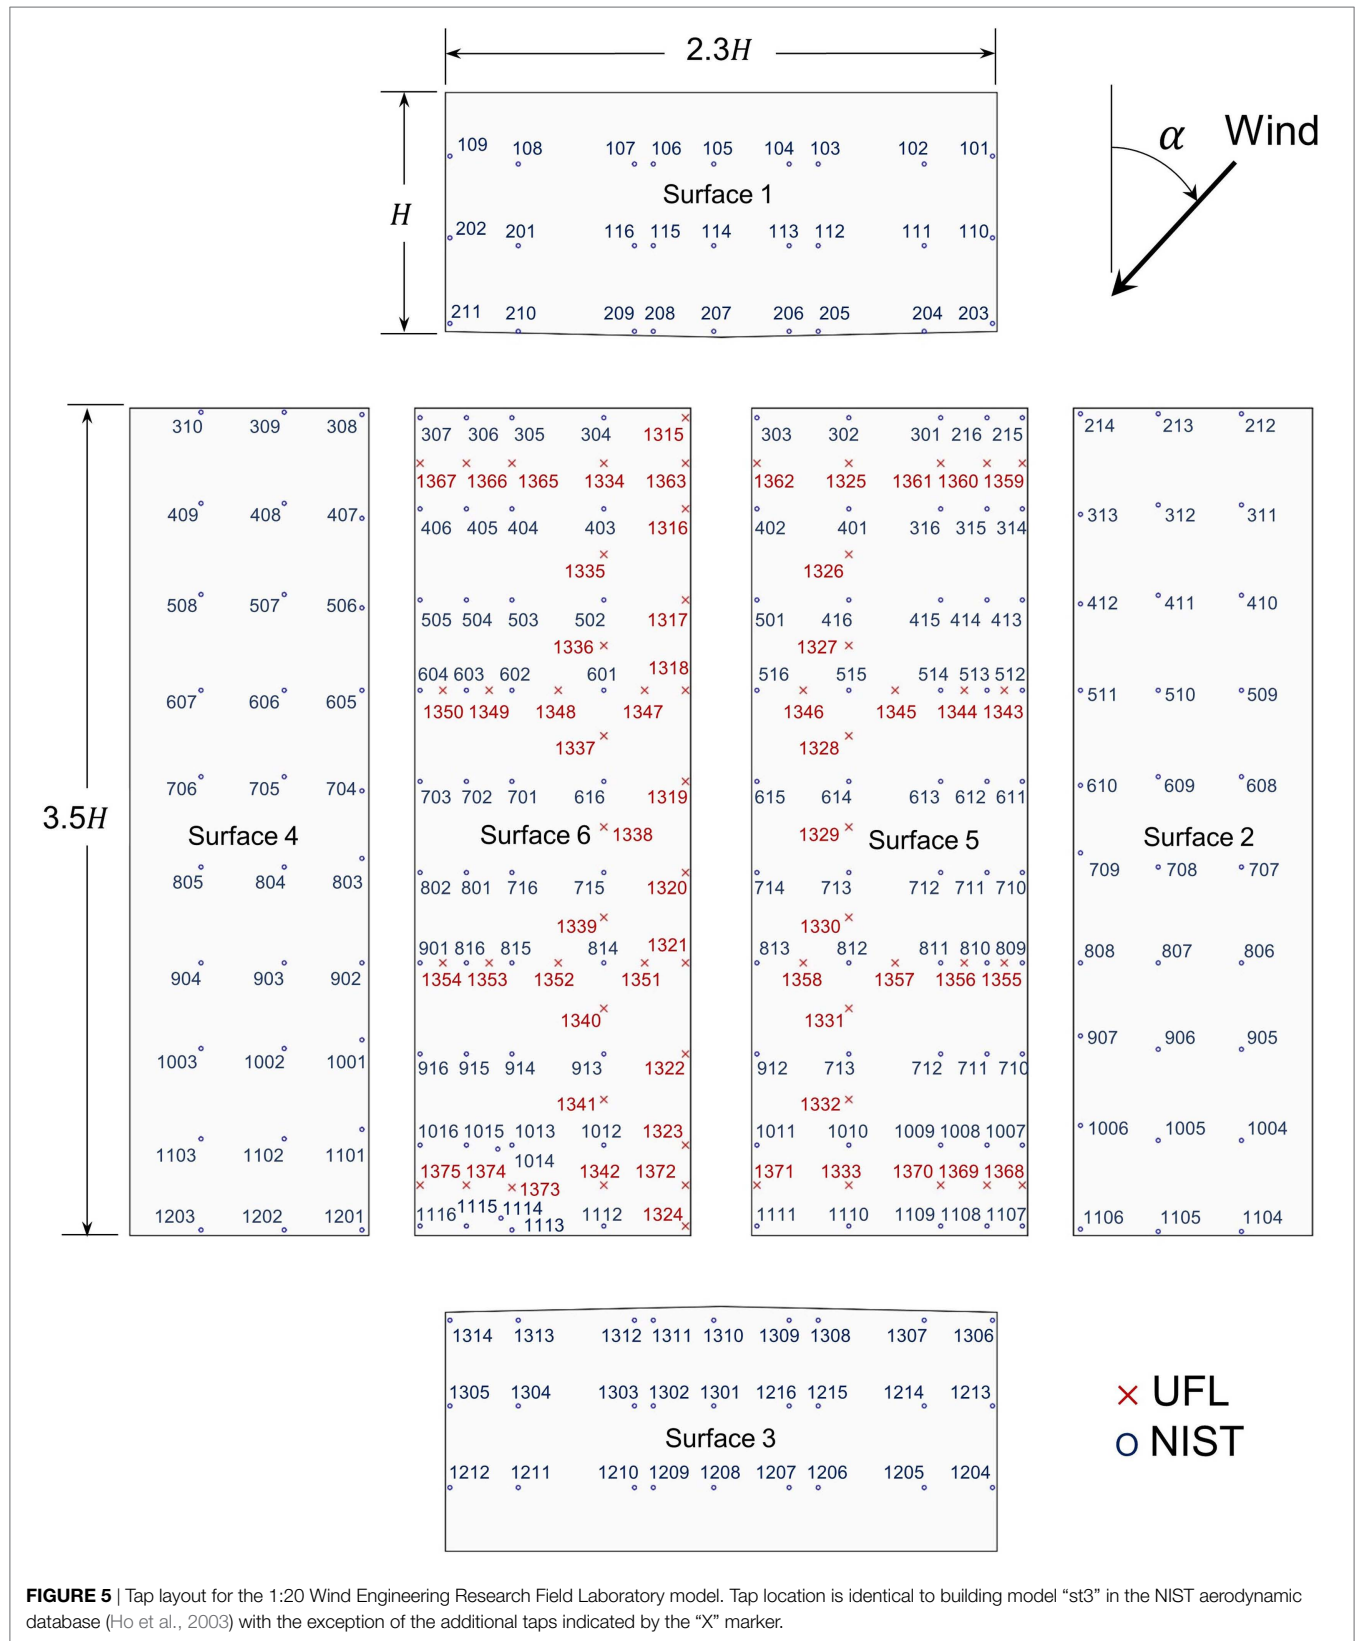 2.3H
109 108 107 106 105 104 103 102 101
Surface 1
H
202 201 116 115 114 113 112 111 110
211 210 209 208 207 206 205 204 203
α Wind
310 309 308
409 408 407
508 507 506
607 606 605
706 705 704
Surface 4
805 804 803
904 903 902
1003 1002 1001
1103 1102 1101
1203 1202 1201
3.5H
307 306 305 304 1315
1367 1366 1365 1334 1363
406 405 404 403 1316
1335
505 504 503 502 1317
1336
604 603 602 601 1318
1350 1349 1348 1347
1337
703 702 701 616 1319
Surface 6 1338
802 801 716 715 1320
1339
901 816 815 814 1321
1354 1353 1352 1351
1340
916 915 914 913 1322
1341
1016 1015 1013 1012 1323
1014
1375 1374 1342 1372
1373
1115 1114
1116 1113 1112 1324
303 302 301 216 215
1362 1325 1361 1360 1359
402 401 316 315 314
1326
501 416 415 414 413
1327
516 515 514 513 512
1346 1345 1344 1343
1328
615 614 613 612 611
1329
Surface 5
714 713 712 711 710
1330
813 812 811 810 809
1358 1357 1356 1355
1331
912 713 712 711 710
1332
1011 1010 1009 1008 1007
1371 1333 1370 1369 1368
1111 1110 1109 1108 1107
214 213 212
313 312 311
412 411 410
511 510 509
610 609 608
Surface 2
709 708 707
808 807 806
907 906 905
1006 1005 1004
1106 1105 1104
1314 1313 1312 1311 1310 1309 1308 1307 1306
1305 1304 1303 1302 1301 1216 1215 1214 1213
Surface 3
1212 1211 1210 1209 1208 1207 1206 1205 1204
× UFL
o NIST
FIGURE 5 | Tap layout for the 1:20 Wind Engineering Research Field Laboratory model. Tap location is identical to building model “st3” in the NIST aerodynamic
database (Ho et al., 2003) with the exception of the additional taps indicated by the “X” marker.